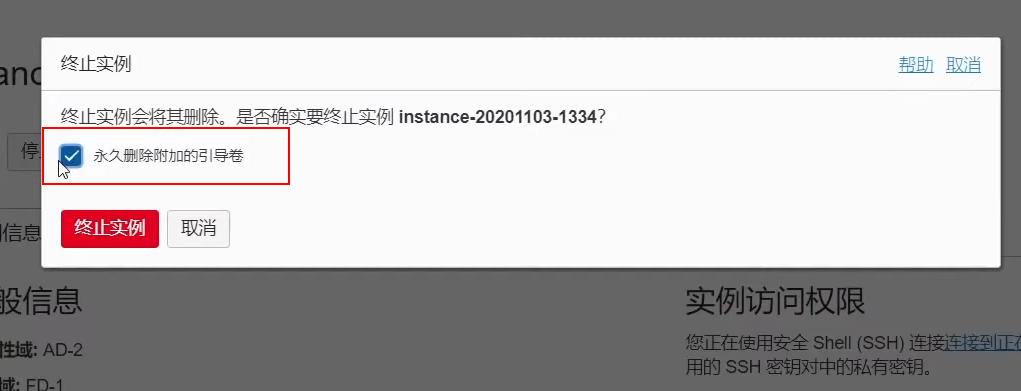 终止实例
帮助 取消
终止实例会将其删除。是否确实要终止实例 instance-20201103-1334?
永久删除附加的引导卷
终止实例 取消
停
信息
般信息
实例访问权限
性域: AD-2
您正在使用安全 Shell (SSH) 连接连接到正在
用的 SSH 密钥对中的私有密钥。
域: FD-1